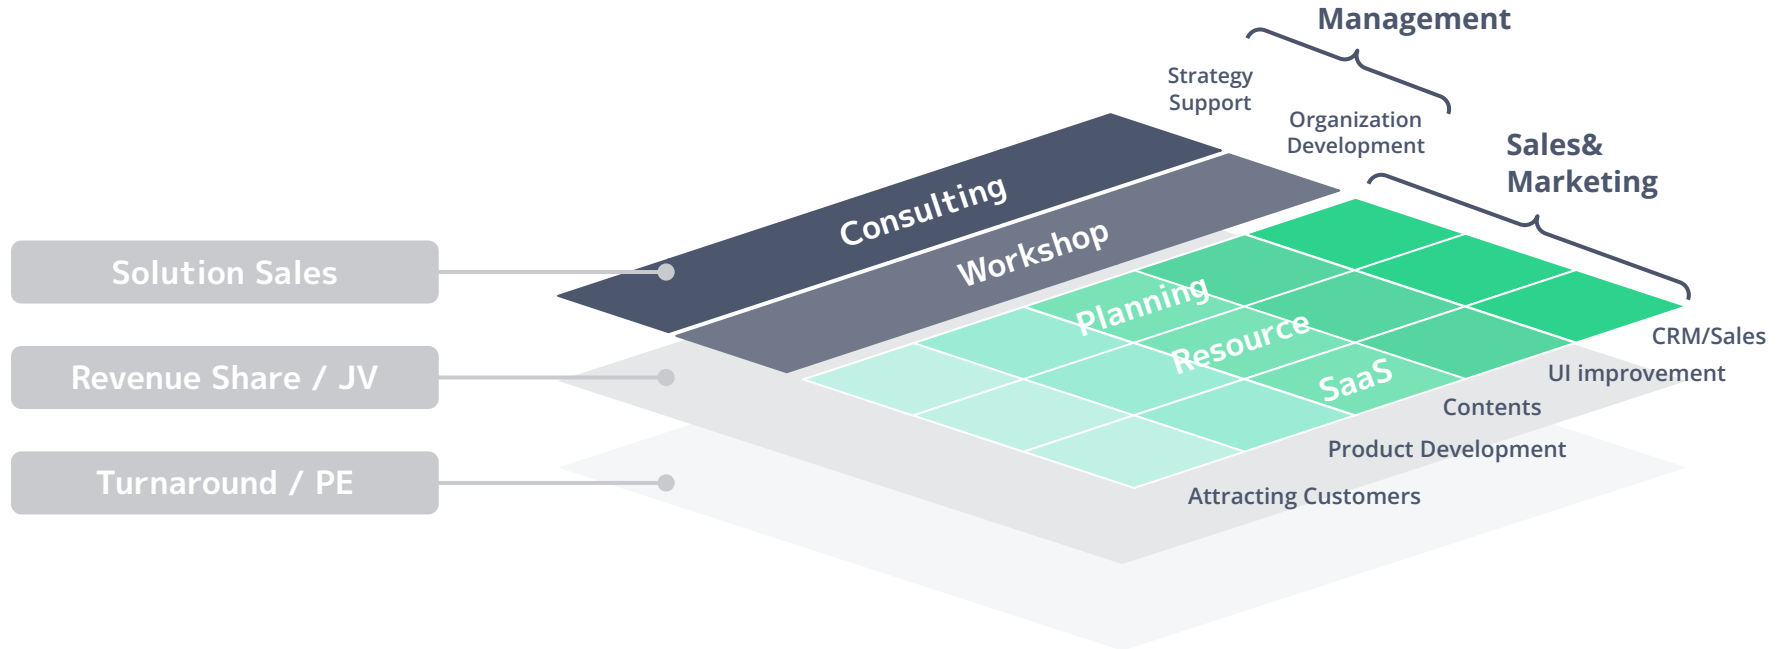 Management
Strategy
Support
Organization
Development
Sales&
Marketing
Consulting
Workshop
Planning
Resource
SaaS
Solution Sales
Revenue Share / JV
Turnaround / PE
CRM/Sales
UI improvement
Contents
Product Development
Attracting Customers